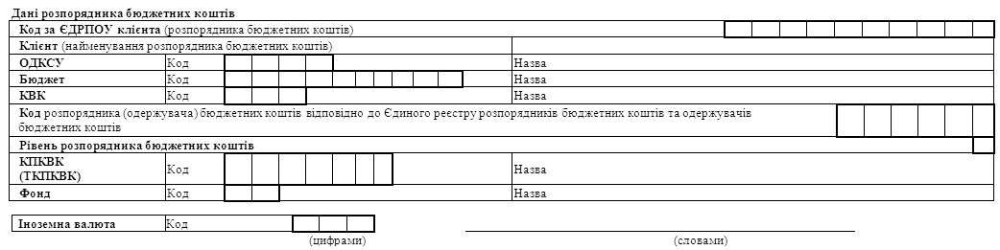 Дані розпорядника бюджетних коштів
Код за ЄДРПОУ клієнта (розпорядника бюджетних коштів)
Клієнт (найменування розпорядника бюджетних коштів)
ОДКСУ Код Назва
Бюджет Код Назва
КВК Код Назва
Код розпорядника (одержувача) бюджетних коштів відповідно до Єдиного реєстру розпорядників бюджетних коштів та одержувачів
бюджетних коштів
Рівень розпорядника бюджетних коштів
КПКВК
(ТКПКВК) Код Назва
Фонд Код Назва
Іноземна валюта Код
(цифрами) (словами)